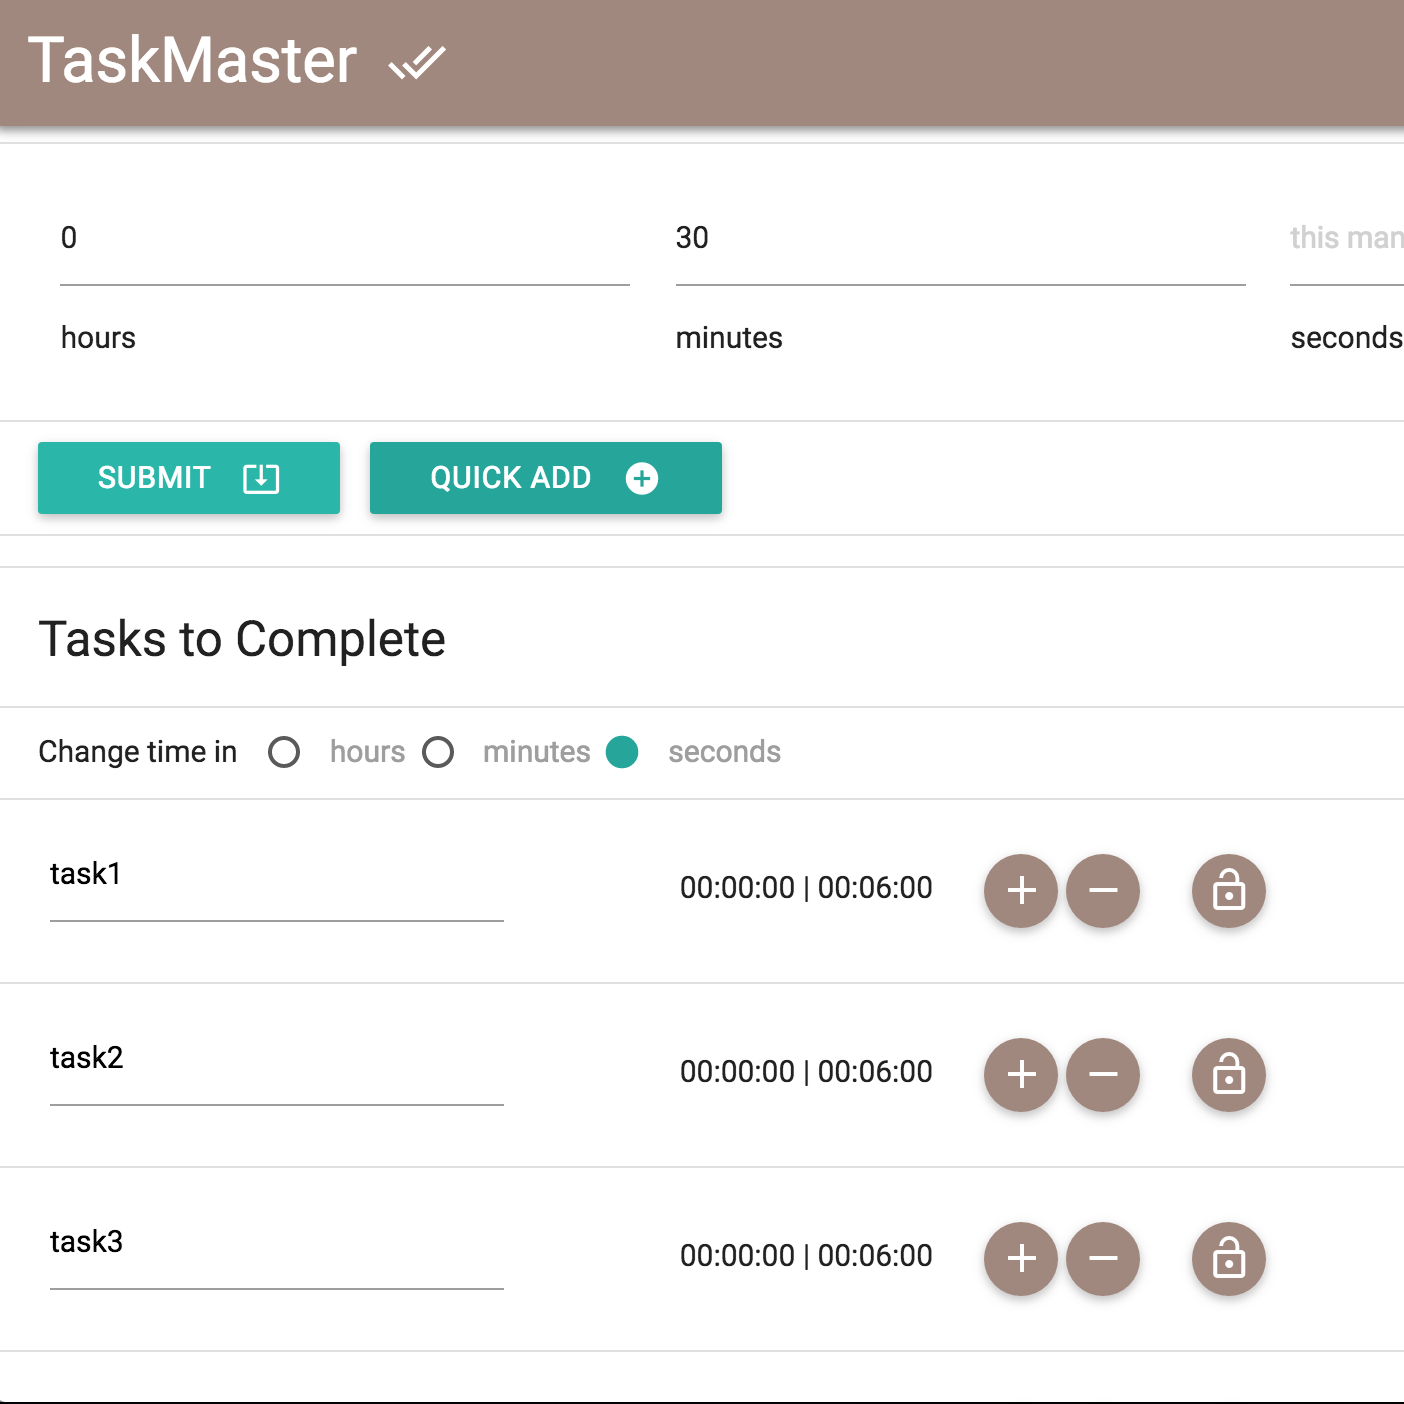 TaskMaster
0 30 this man
hours minutes seconds
SUBMIT QUICK ADD
Tasks to Complete
Change time in hours minutes seconds
task1 00:00:00 | 00:06:00
task2 00:00:00 | 00:06:00
task3 00:00:00 | 00:06:00